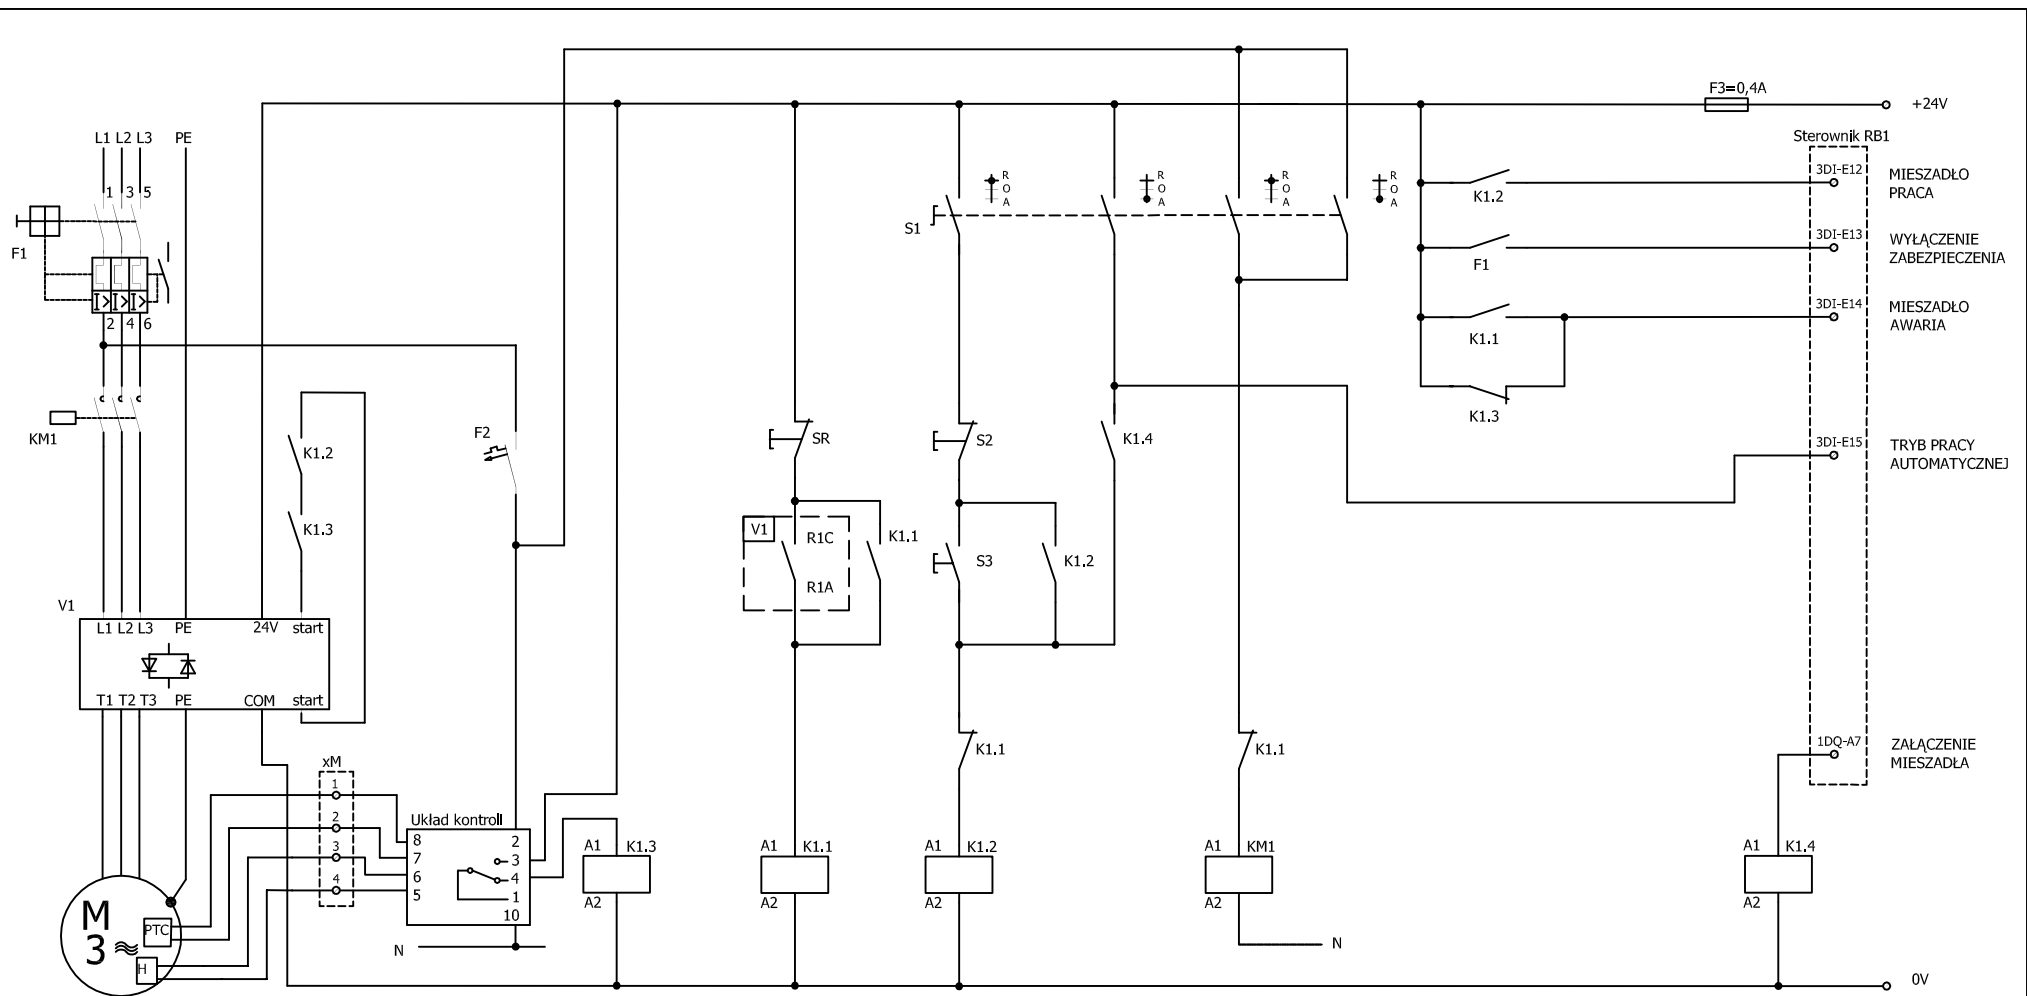 F3=0,4A
+24V
L1 L2 L3 PE
Sterownik RB1
1 3 5
F1
2 4 6
R
O
A
R
O
A
R
O
A
R
O
A
S1
3DI-E12
MIESZADŁO
PRACA
K1.2
3DI-E13
WYŁĄCZENIE
ZABEZPIECZENIA
F1
3DI-E14
MIESZADŁO
AWARIA
K1.1
K1.3
3DI-E15
TRYB PRACY
AUTOMATYCZNEJ
KM1
K1.2
K1.3
F2
SR
S2
K1.4
V1
R1C
R1A
K1.1
S3
K1.2
V1
L1 L2 L3 PE 24V start
T1 T2 T3 PE COM start
K1.1
K1.1
1DQ-A7
ZAŁĄCZENIE
MIESZADŁA
xM
1
2
3
4
Układ kontroli
8
7
6
5
2
3
4
1
10
N
A1 K1.3
A2
A1 K1.1
A2
A1 K1.2
A2
A1 KM1
A2
N
A1 K1.4
A2
M
3
PTC
H
0V